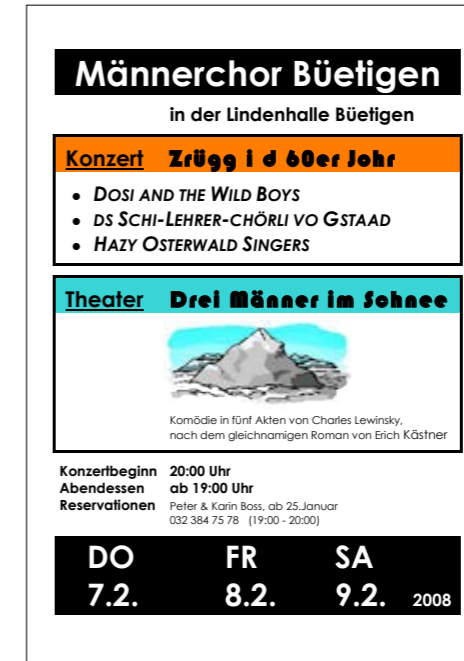 Männerchor Büetigen
in der Lindenhalle Büetigen
Konzert Zrügg i d 60er Johr
• DOSI AND THE WILD BOYS
• DS SCHI-LEHRER-CHÖRLI VO GSTAAD
• HAZY OSTERWALD SINGERS
Theater Drei Männer im Schnee
Komödie in fünf Akten von Charles Lewinsky,
nach dem gleichnamigen Roman von Erich Kästner
Konzertbeginn 20:00 Uhr
Abendessen ab 19:00 Uhr
Reservationen Peter & Karin Boss, ab 25.Januar
032 384 75 78 (19:00 - 20:00)
DO FR SA
7.2. 8.2. 9.2. 2008